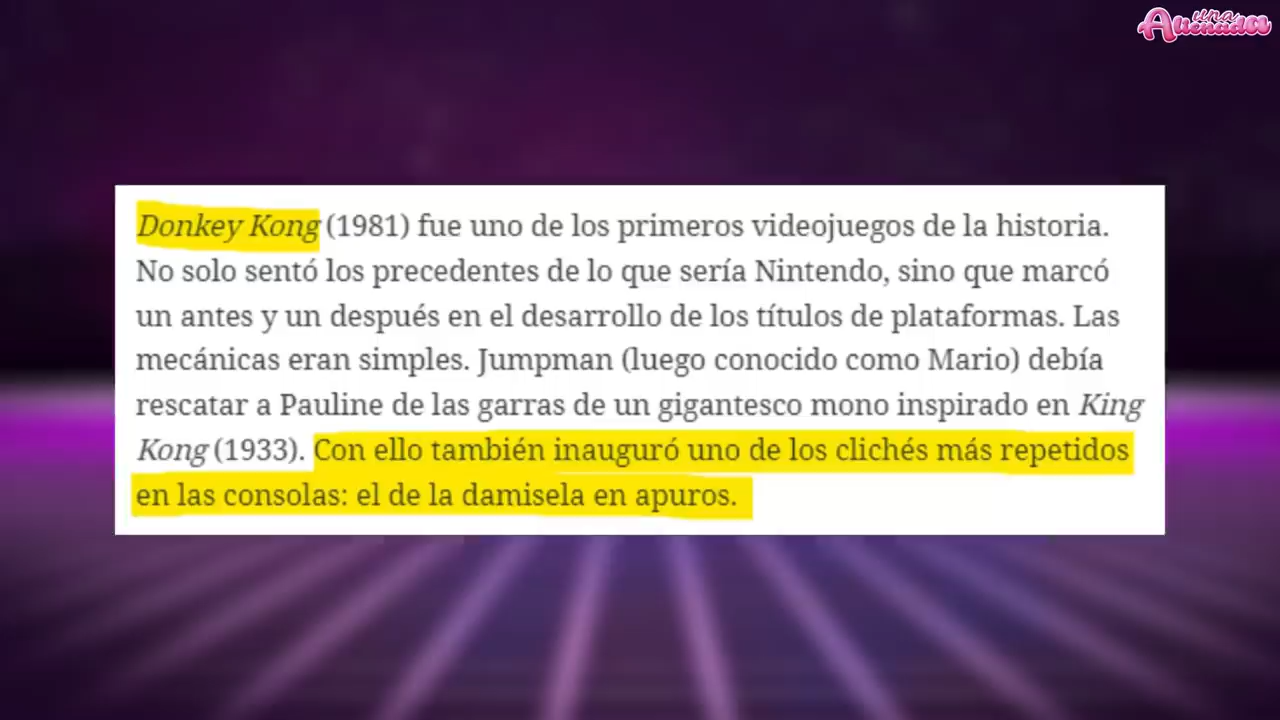 una
Alienada
Donkey Kong (1981) fue uno de los primeros videojuegos de la historia.
No solo sentó los precedentes de lo que sería Nintendo, sino que marcó
un antes y un después en el desarrollo de los títulos de plataformas. Las
mecánicas eran simples. Jumpman (luego conocido como Mario) debía
rescatar a Pauline de las garras de un gigantesco mono inspirado en King
Kong (1933). Con ello también inauguró uno de los clichés más repetidos
en las consolas: el de la damisela en apuros.